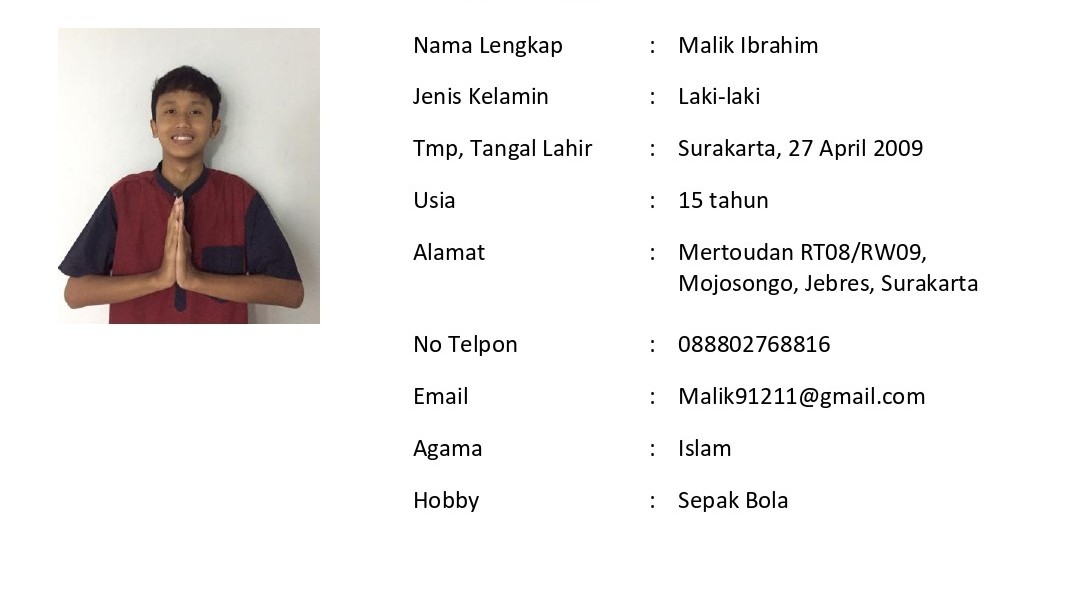 Nama Lengkap : Malik Ibrahim
Jenis Kelamin : Laki-laki
Tmp, Tangal Lahir : Surakarta, 27 April 2009
Usia : 15 tahun
Alamat : Mertoudan RT08/RW09,
Mojosongo, Jebres, Surakarta
No Telpon : 088802768816
Email : Malik91211@gmail.com
Agama : Islam
Hobby : Sepak Bola